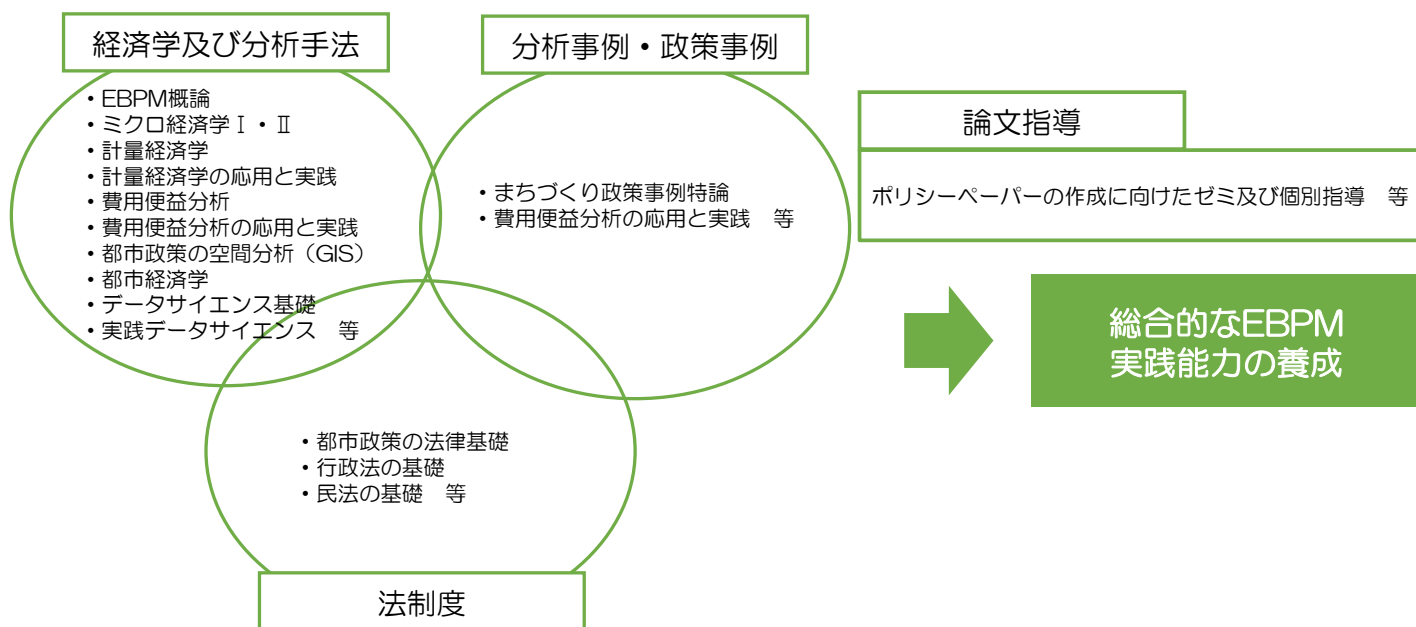 経済学及び分析手法
・EBPM概論
・ミクロ経済学Ⅰ・Ⅱ
・計量経済学
・計量経済学の応用と実践
・費用便益分析
・費用便益分析の応用と実践
・都市政策の空間分析（GIS）
・都市経済学
・データサイエンス基礎
・実践データサイエンス　等
分析事例・政策事例
・まちづくり政策事例特論
・費用便益分析の応用と実践　等
・都市政策の法律基礎
・行政法の基礎
・民法の基礎　等
法制度
論文指導
ポリシーペーパーの作成に向けたゼミ及び個別指導　等
総合的なEBPM
実践能力の養成